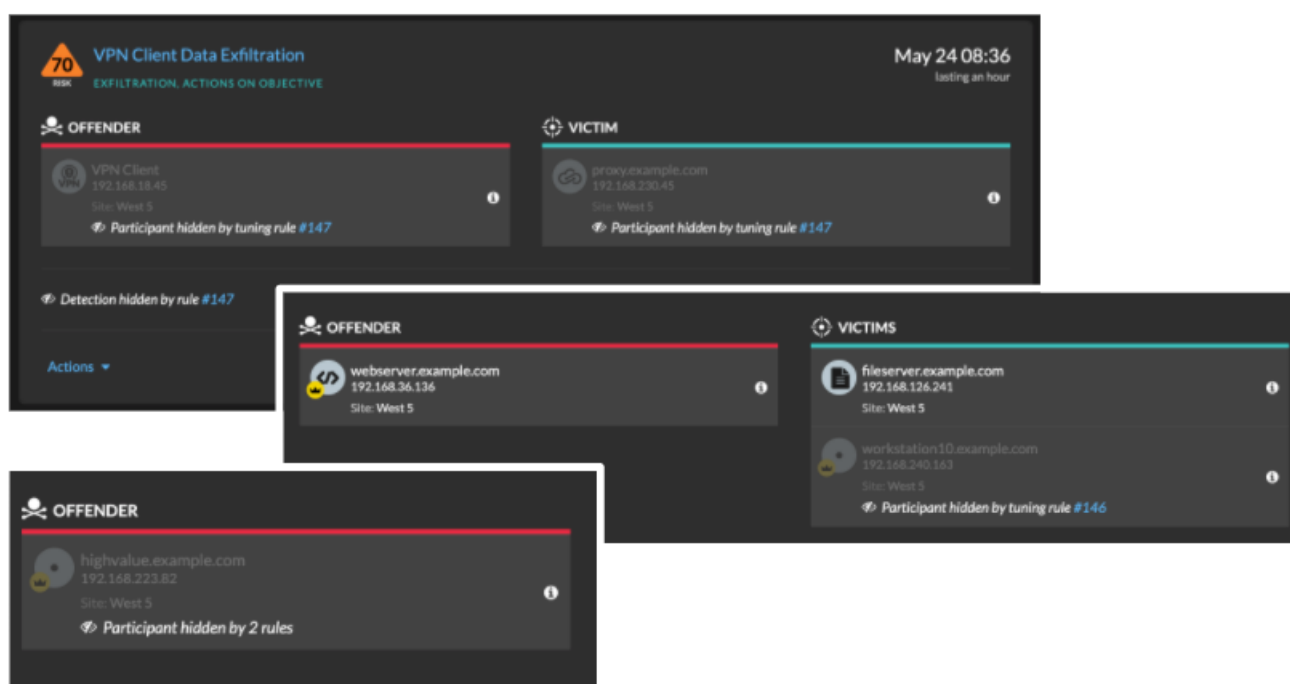 70
RISK
VPN Client Data Exfiltration
EXFILTRATION, ACTIONS ON OBJECTIVE
May 24 08:36
lasting an hour
OFFENDER
VPN
VPN Client
192.168.18.45
Site: West 5
Participant hidden by tuning rule #147
VICTIM
proxy.example.com
192.168.230.45
Site: West 5
Participant hidden by tuning rule #147
Detection hidden by rule #147
Actions
OFFENDER
webserver.example.com
192.168.36.136
Site: West 5
VICTIMS
fileserver.example.com
192.168.126.241
Site: West 5
workstation10.example.com
192.168.240.163
Site: West 5
Participant hidden by tuning rule #146
OFFENDER
highvalue.example.com
192.168.223.82
Site: West 5
Participant hidden by 2 rules